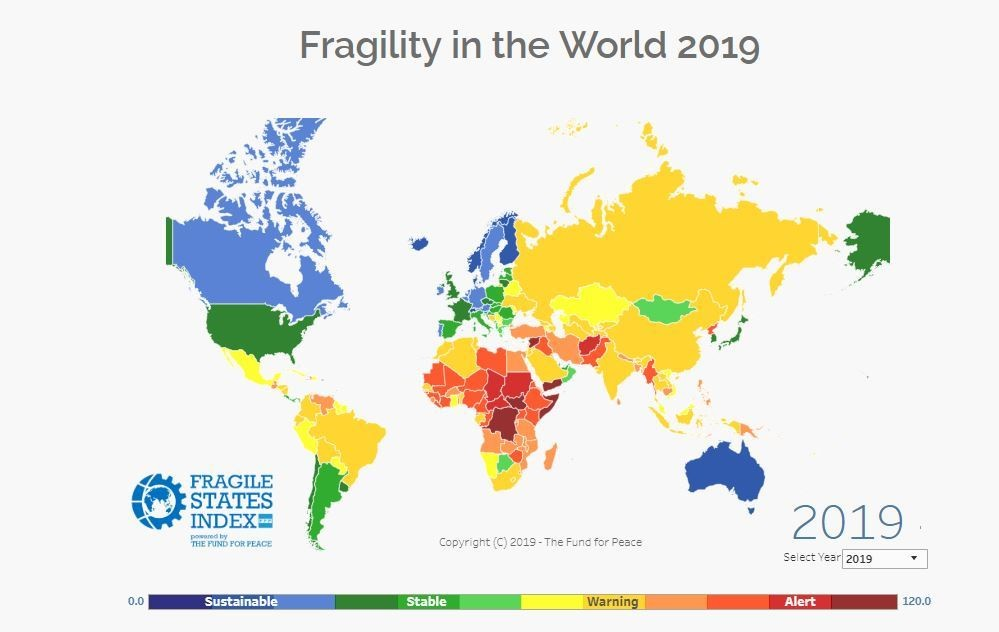 Fragility in the World 2019
FRAGILE
STATES
INDEX
powered by
THE FUND FOR PEACE
Copyright (C) 2019 - The Fund for Peace
2019
Select Year 2019
0.0 Sustainable Stable Warning Alert 120.0